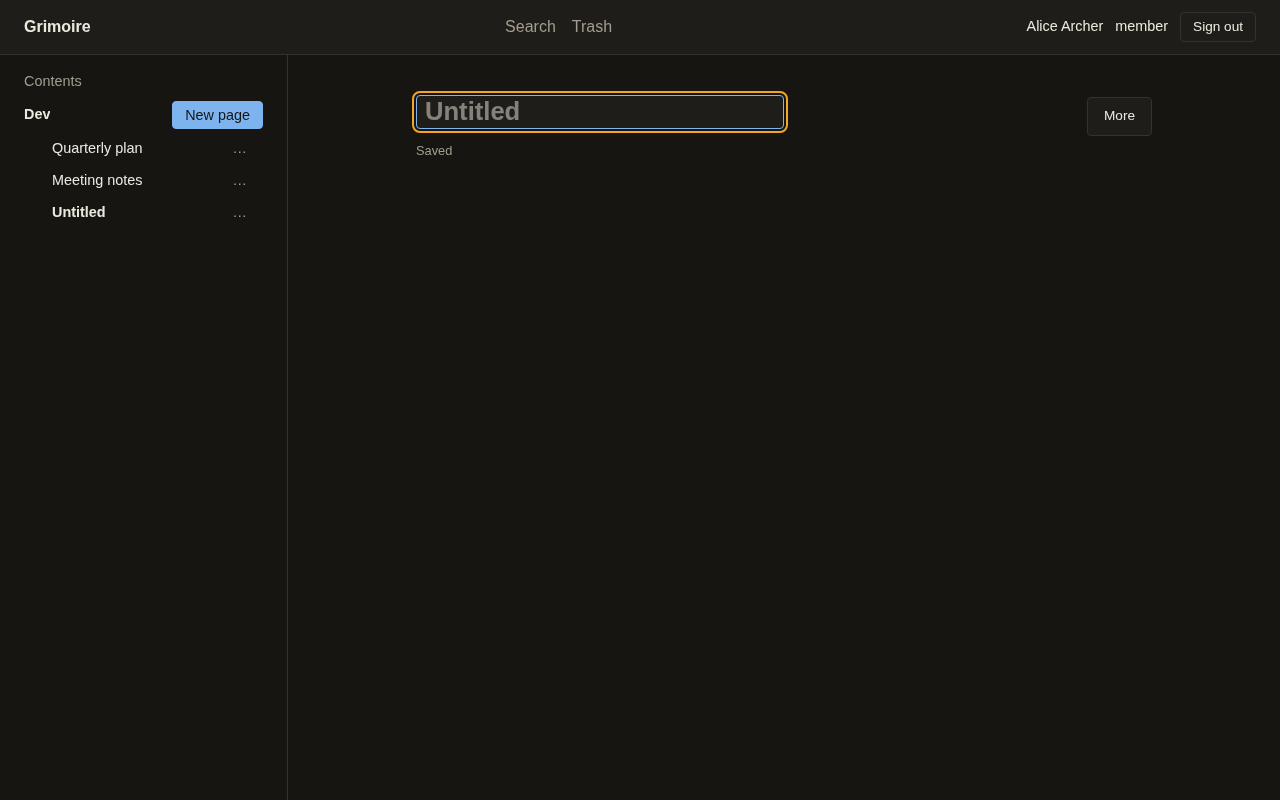 Grimoire
Search Trash
Alice Archer member Sign out
Contents
Dev New page
Quarterly plan ...
Meeting notes ...
Untitled ...
Untitled
More
Saved